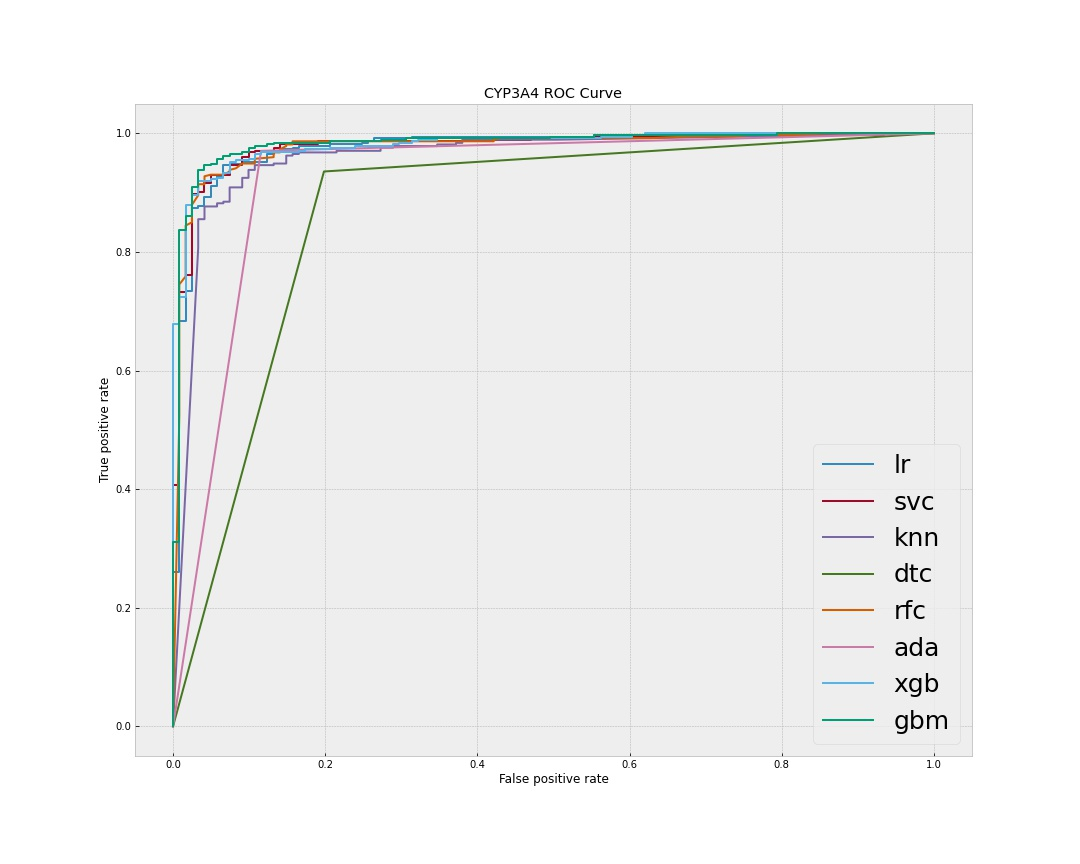 CYP3A4 ROC Curve
True positive rate
1.0
0.8
0.6
0.4
0.2
0.0
0.0 0.2 0.4 0.6 0.8 1.0
False positive rate
lr
svc
knn
dtc
rfc
ada
xgb
gbm